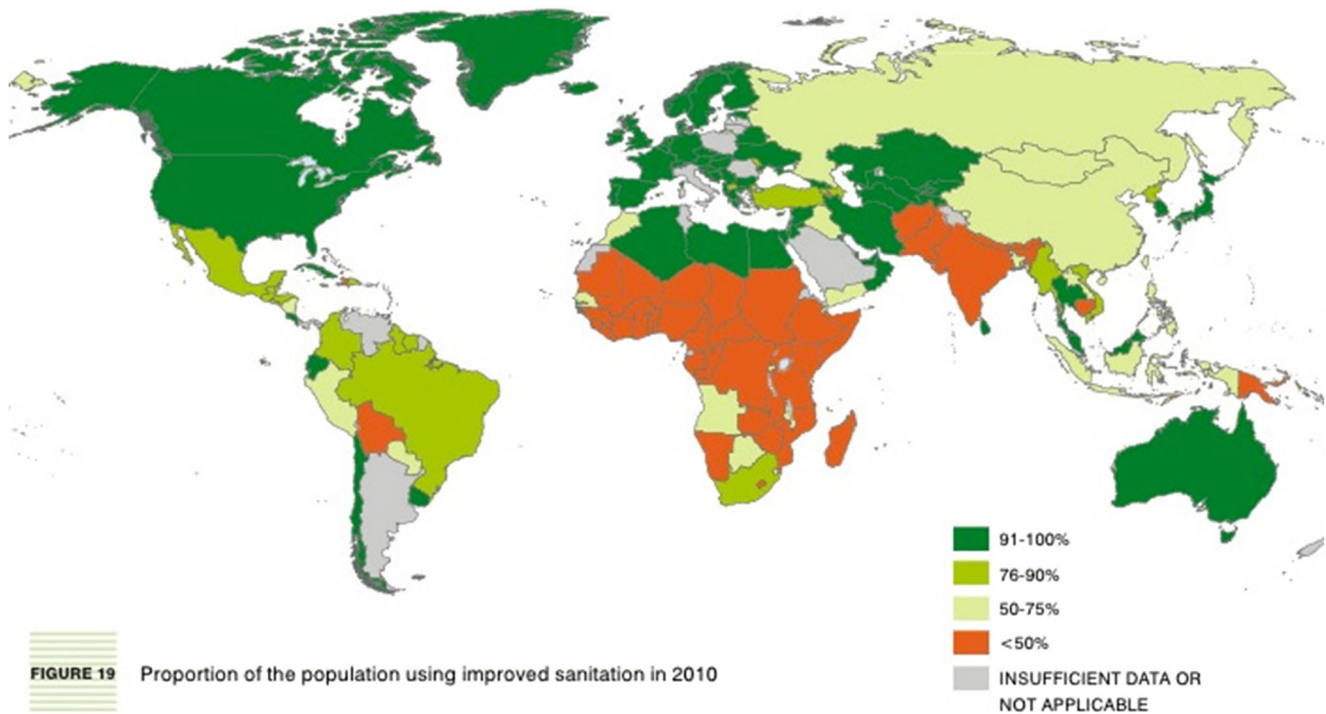 91-100%
76-90%
50-75%
<50%
INSUFFICIENT DATA OR
NOT APPLICABLE
FIGURE 19 Proportion of the population using improved sanitation in 2010